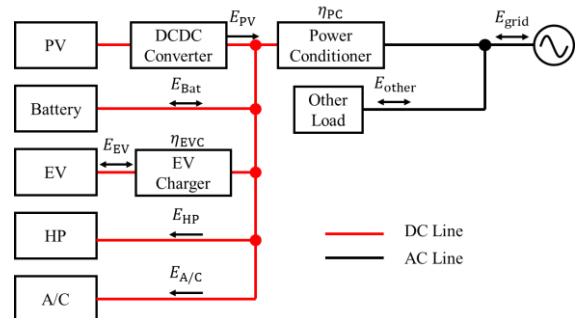 E_PV
η_PC
E_grid
PV
DCDC
Converter
Power
Conditioner
E_Bat
Battery
E_other
Other
Load
E_EV
η_EVC
EV
EV
Charger
E_HP
HP
DC Line
E_A/C
A/C
AC Line